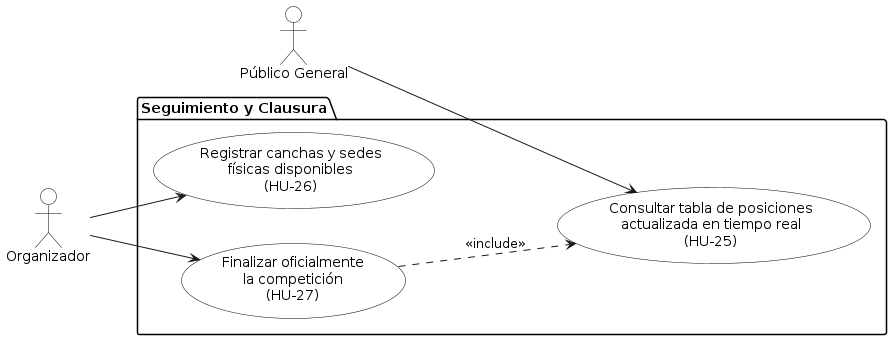 Público General
Seguimiento y Clausura
Registrar canchas y sedes
físicas disponibles
(HU-26)
Organizador
Finalizar oficialmente
la competición
(HU-27)
«include»
Consultar tabla de posiciones
actualizada en tiempo real
(HU-25)